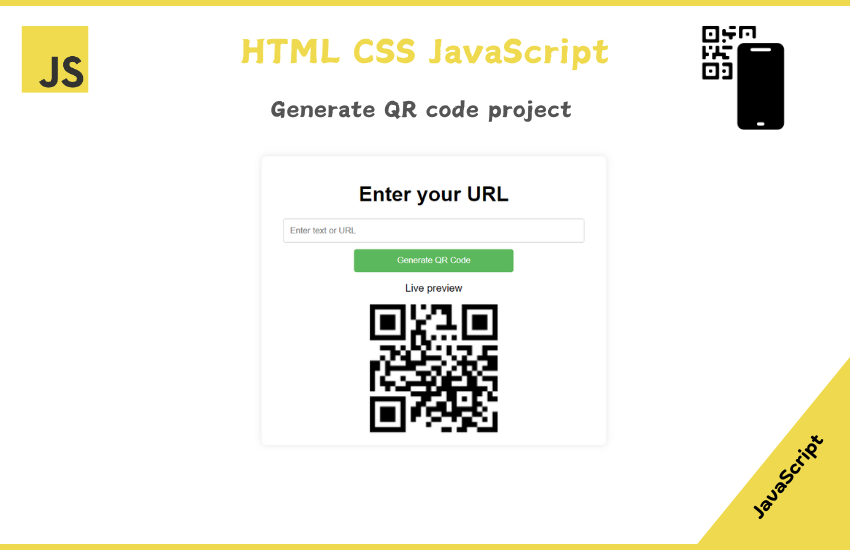 JS
HTML CSS JavaScript
Generate QR code project
Enter your URL
Enter text or URL
Generate QR Code
Live preview
JavaScript